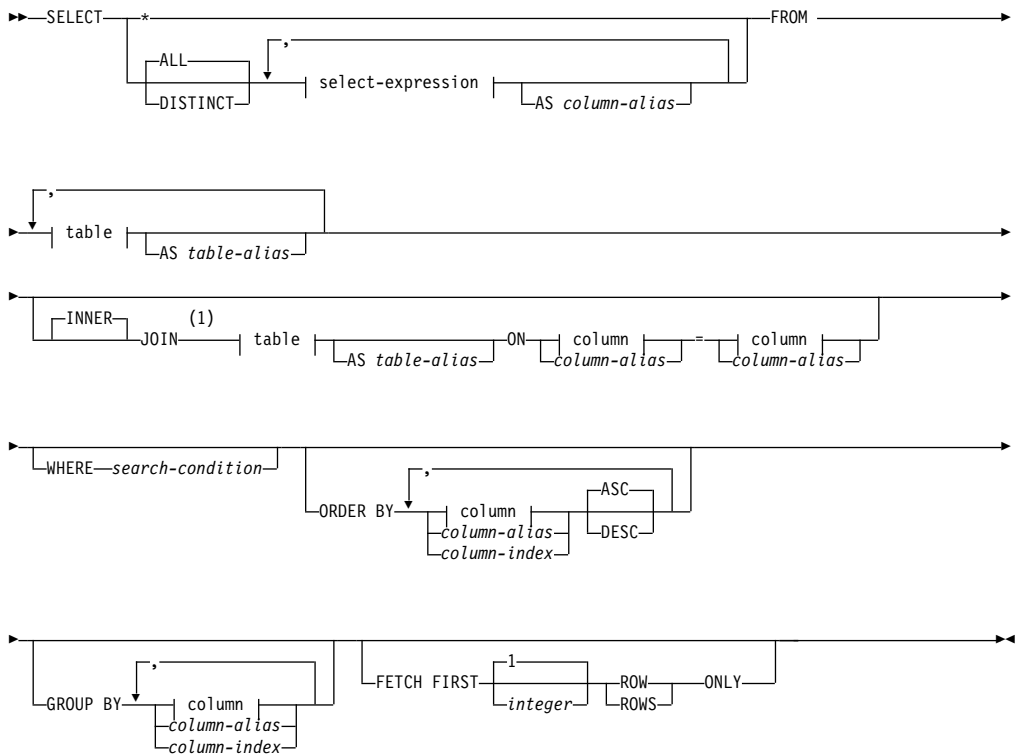 SELECT * FROM
,
ALL
select-expression
DISTINCT AS column-alias
,
table
AS table-alias
INNER (1)
JOIN table ON column = column
AS table-alias column-alias column-alias
WHERE search-condition
,
ASC
ORDER BY column
column-alias DESC
column-index
, 1
FETCH FIRST ROW ONLY
GROUP BY column integer ROWS
column-alias
column-index